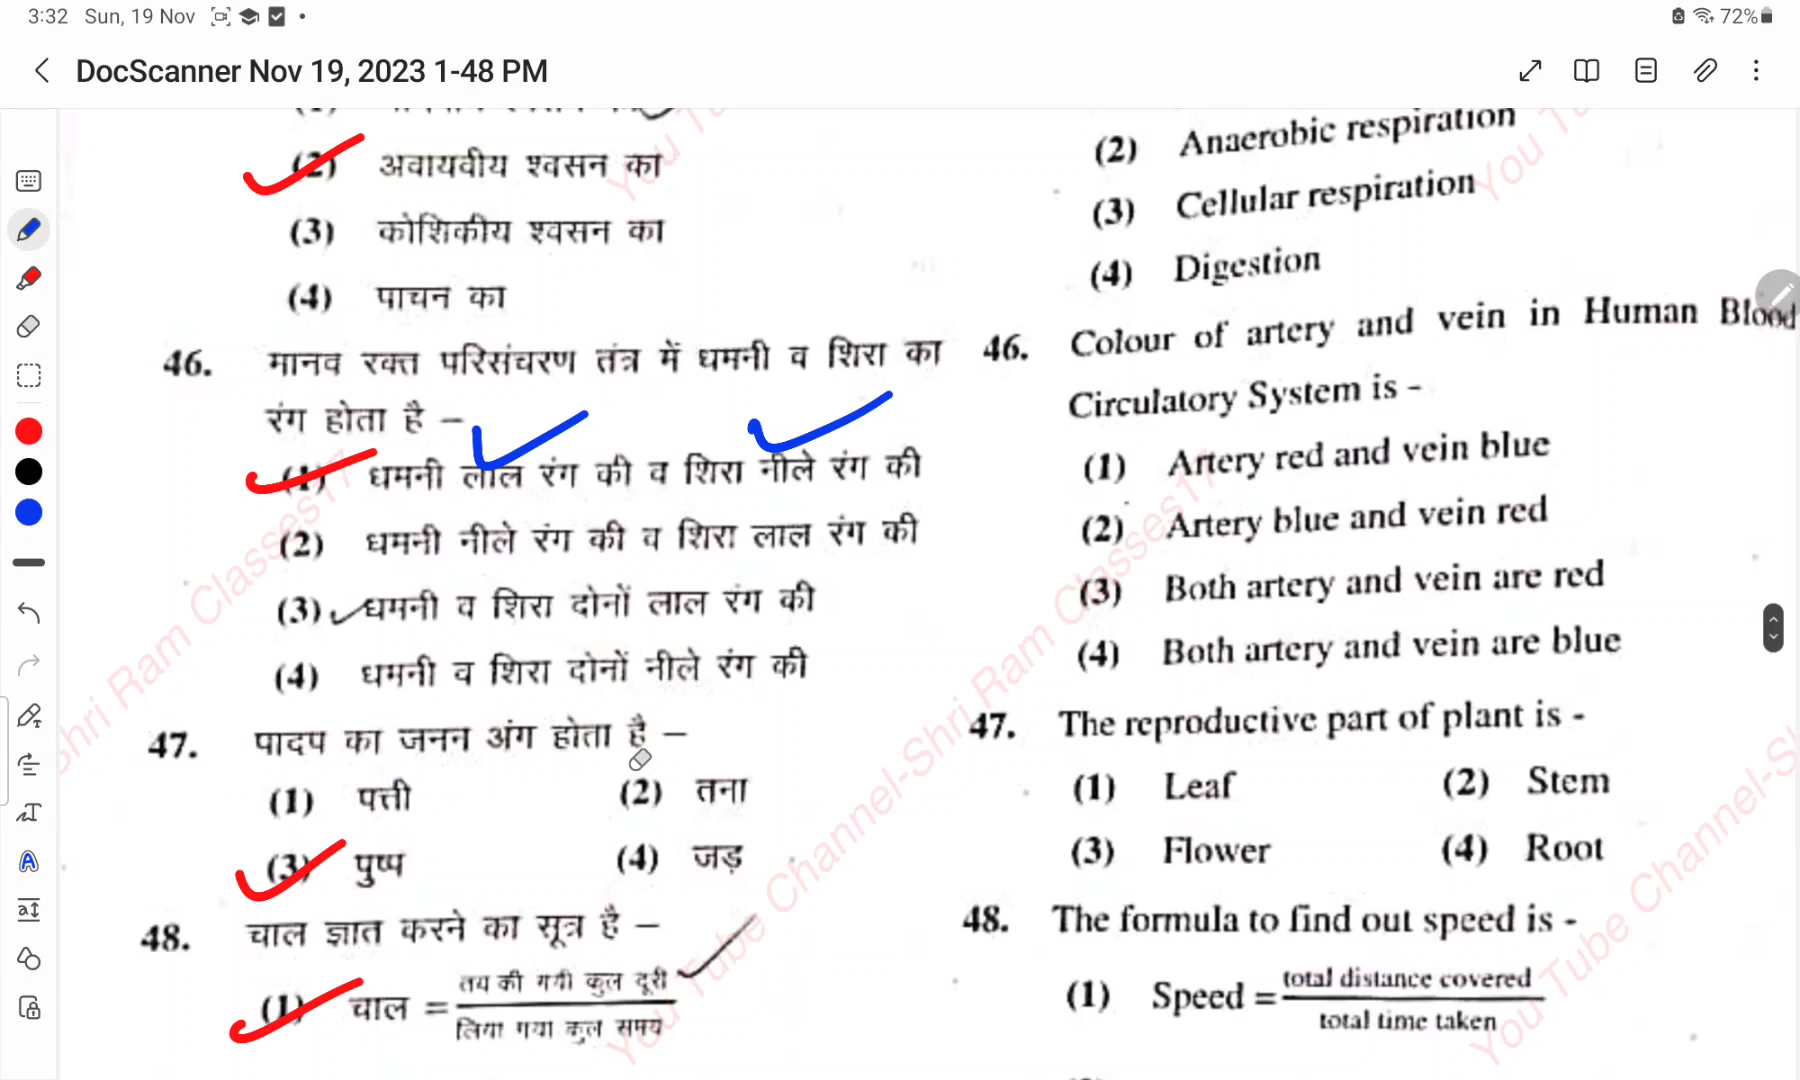 3:32 Sun, 19 Nov
72%
DocScanner Nov 19, 2023 1-48 PM
(2) अवायवीय श्वसन का
(3) कोशिकीय श्वसन का
(4) पाचन का
46. मानव रक्त परिसंचरण तंत्र में धमनी व शिरा का
रंग होता है –
(1) धमनी लाल रंग की व शिरा नीले रंग की
(2) धमनी नीले रंग की व शिरा लाल रंग की
(3) धमनी व शिरा दोनों लाल रंग की
(4) धमनी व शिरा दोनों नीले रंग की
47. पादप का जनन अंग होता है –
(1) पत्ती (2) तना
(3) पुष्प (4) जड़
48. चाल ज्ञात करने का सूत्र है –
(1) चाल = तय की गयी कुल दूरी
लिया गया कुल समय
(2) Anaerobic respiration
(3) Cellular respiration
(4) Digestion
46. Colour of artery and vein in Human Blood
Circulatory System is -
(1) Artery red and vein blue
(2) Artery blue and vein red
(3) Both artery and vein are red
(4) Both artery and vein are blue
47. The reproductive part of plant is -
(1) Leaf (2) Stem
(3) Flower (4) Root
48. The formula to find out speed is -
(1) Speed = total distance covered
total time taken
You Tube Channel-Shri Ram Classes17